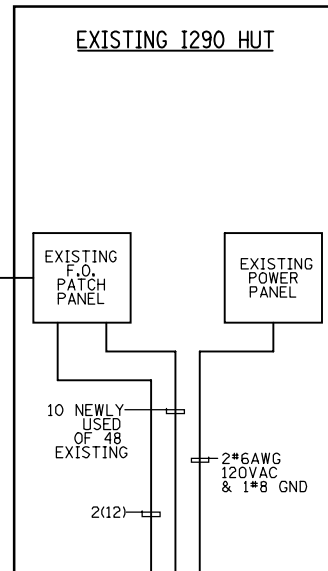 EXISTING I290 HUT
EXISTING
F.O.
PATCH
PANEL
EXISTING
POWER
PANEL
10 NEWLY
USED
OF 48
EXISTING
2#6AWG
120VAC
& 1#8 GND
2(12)